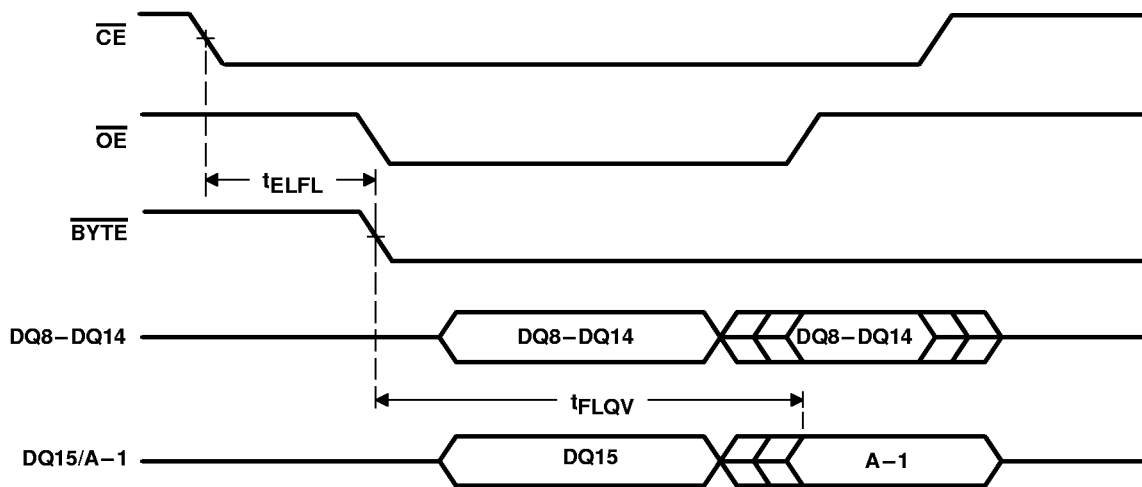 CE
OE
tELFL
BYTE
DQ8–DQ14
DQ8–DQ14
DQ8–DQ14
tFLQV
DQ15/A–1
DQ15
A–1